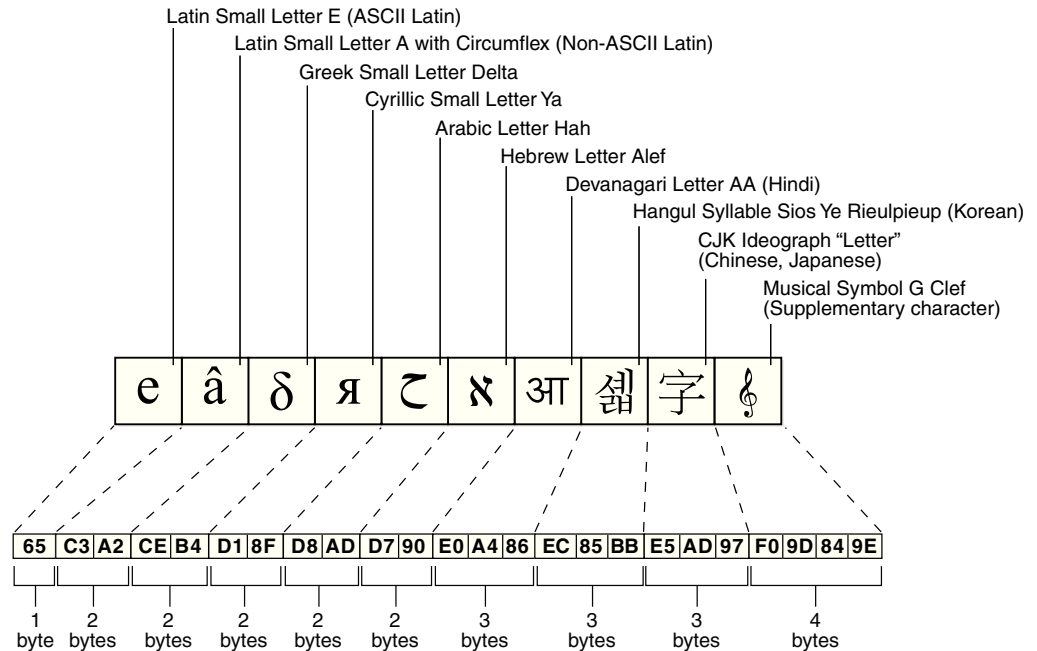 Latin Small Letter E (ASCII Latin)
Latin Small Letter A with Circumflex (Non-ASCII Latin)
Greek Small Letter Delta
Cyrillic Small Letter Ya
Arabic Letter Hah
Hebrew Letter Alef
Devanagari Letter AA (Hindi)
Hangul Syllable Sios Ye Rieulpieup (Korean)
CJK Ideograph “Letter”
(Chinese, Japanese)
Musical Symbol G Clef
(Supplementary character)
e â δ я ح א आ셻 字 𝄞
65 C3 A2 CE B4 D1 8F D8 AD D7 90 E0 A4 86 EC 85 BB E5 AD 97 F0 9D 84 9E
1 2 2 2 2 2 3 3 3 4
byte bytes bytes bytes bytes bytes bytes bytes bytes bytes